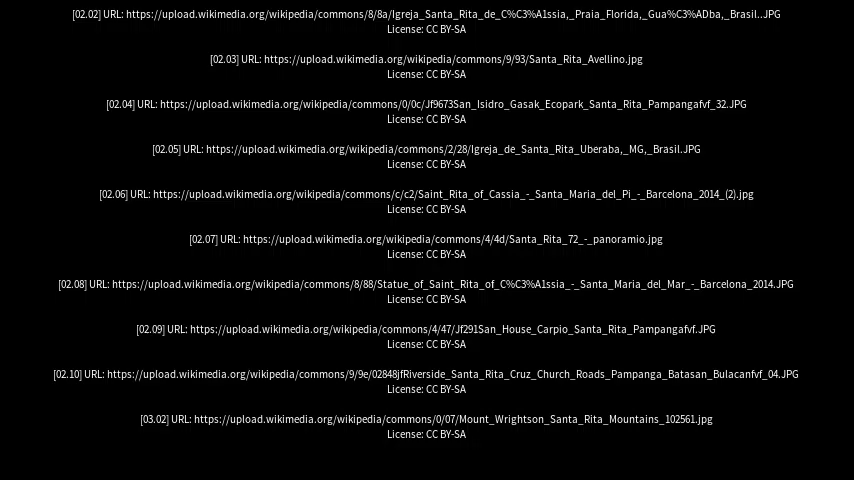 [02.02] URL: https://upload.wikimedia.org/wikipedia/commons/8/8a/Igreja_Santa_Rita_de_C%C3%A1ssia,_Praia_Florida,_Gua%C3%ADba,_Brasil..JPG
License: CC BY-SA
[02.03] URL: https://upload.wikimedia.org/wikipedia/commons/9/93/Santa_Rita_Avellino.jpg
License: CC BY-SA
[02.04] URL: https://upload.wikimedia.org/wikipedia/commons/0/0c/Jf9673San_Isidro_Gasak_Ecopark_Santa_Rita_Pampangafvf_32.JPG
License: CC BY-SA
[02.05] URL: https://upload.wikimedia.org/wikipedia/commons/2/28/Igreja_de_Santa_Rita_Uberaba,_MG,_Brasil.JPG
License: CC BY-SA
[02.06] URL: https://upload.wikimedia.org/wikipedia/commons/c/c2/Saint_Rita_of_Cassia_-_Santa_Maria_del_Pi_-_Barcelona_2014_(2).jpg
License: CC BY-SA
[02.07] URL: https://upload.wikimedia.org/wikipedia/commons/4/4d/Santa_Rita_72_-_panoramio.jpg
License: CC BY-SA
[02.08] URL: https://upload.wikimedia.org/wikipedia/commons/8/88/Statue_of_Saint_Rita_of_C%C3%A1ssia_-_Santa_Maria_del_Mar_-_Barcelona_2014.JPG
License: CC BY-SA
[02.09] URL: https://upload.wikimedia.org/wikipedia/commons/4/47/Jf291San_House_Carpio_Santa_Rita_Pampangafvf.JPG
License: CC BY-SA
[02.10] URL: https://upload.wikimedia.org/wikipedia/commons/9/9e/02848jfRiverside_Santa_Rita_Cruz_Church_Roads_Pampanga_Batasan_Bulacanfvf_04.JPG
License: CC BY-SA
[03.02] URL: https://upload.wikimedia.org/wikipedia/commons/0/07/Mount_Wrightson_Santa_Rita_Mountains_102561.jpg
License: CC BY-SA